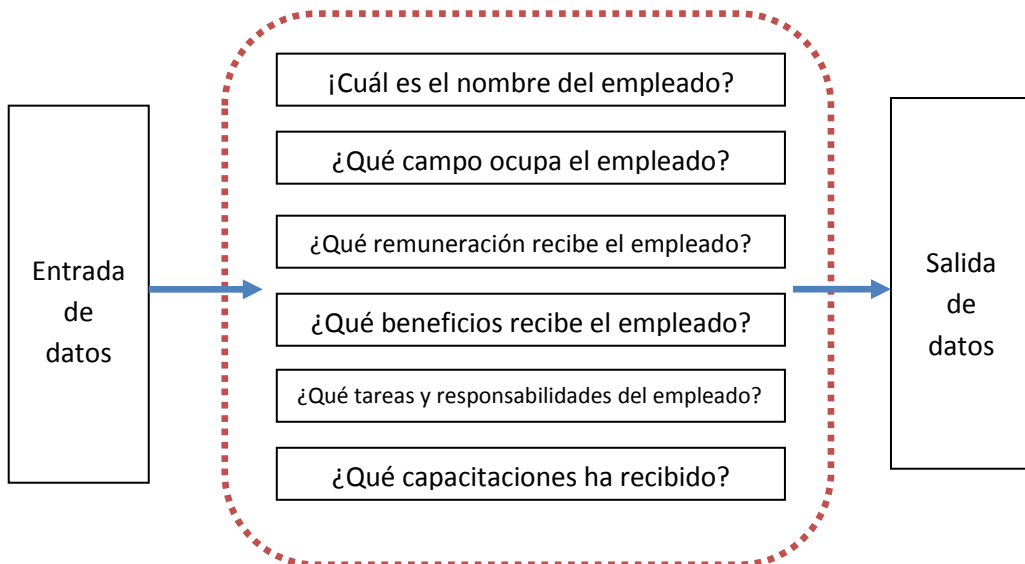 ¡Cuál es el nombre del empleado?
¿Qué campo ocupa el empleado?
¿Qué remuneración recibe el empleado?
¿Qué beneficios recibe el empleado?
¿Qué tareas y responsabilidades del empleado?
¿Qué capacitaciones ha recibido?
Entrada
de
datos
Salida
de
datos